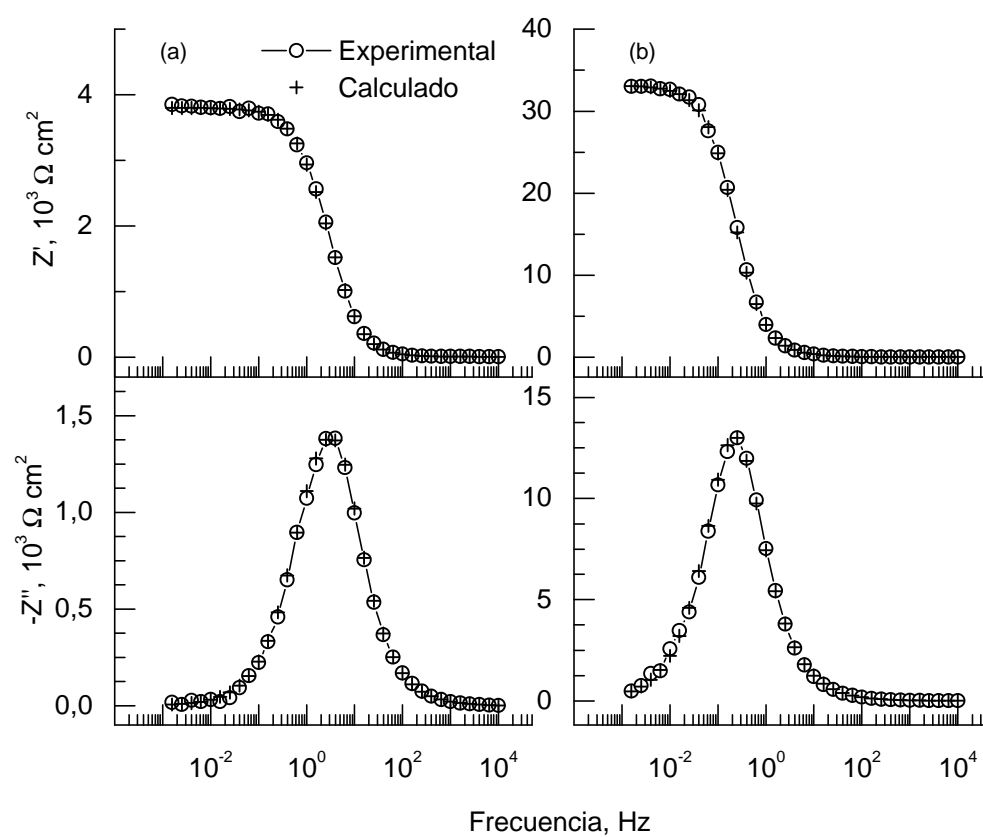 (a)
Experimental
Calculado
(b)
Z', 10³ Ω cm²
4
2
0
40
30
20
10
0
-Z", 10³ Ω cm²
1,5
1,0
0,5
0,0
15
10
5
0
10⁻² 10⁰ 10² 10⁴
10⁻² 10⁰ 10² 10⁴
Frecuencia, Hz